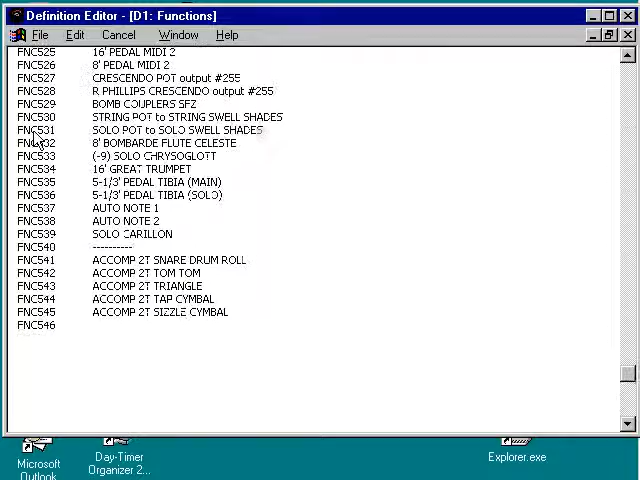 Definition Editor - [D1: Functions]
File Edit Cancel Window Help
FNC525 16' PEDAL MIDI 2
FNC526 8' PEDAL MIDI 2
FNC527 CRESCENDO POT output #255
FNC528 R PHILLIPS CRESCENDO output #255
FNC529 BOMB COUPLERS SFZ
FNC530 STRING POT to STRING SWELL SHADES
FNC531 SOLO POT to SOLO SWELL SHADES
FNC532 8' BOMBARDE FLUTE CELESTE
FNC533 (-9) SOLO CHRYSOGLOTT
FNC534 16' GREAT TRUMPET
FNC535 5-1/3' PEDAL TIBIA (MAIN)
FNC536 5-1/3' PEDAL TIBIA (SOLO)
FNC537 AUTO NOTE 1
FNC538 AUTO NOTE 2
FNC539 SOLO CARILLON
FNC540 ----------
FNC541 ACCOMP 2T SNARE DRUM ROLL
FNC542 ACCOMP 2T TOM TOM
FNC543 ACCOMP 2T TRIANGLE
FNC544 ACCOMP 2T TAP CYMBAL
FNC545 ACCOMP 2T SIZZLE CYMBAL
FNC546
Microsoft
Outlook
Day-Timer
Organizer 2...
Explorer.exe